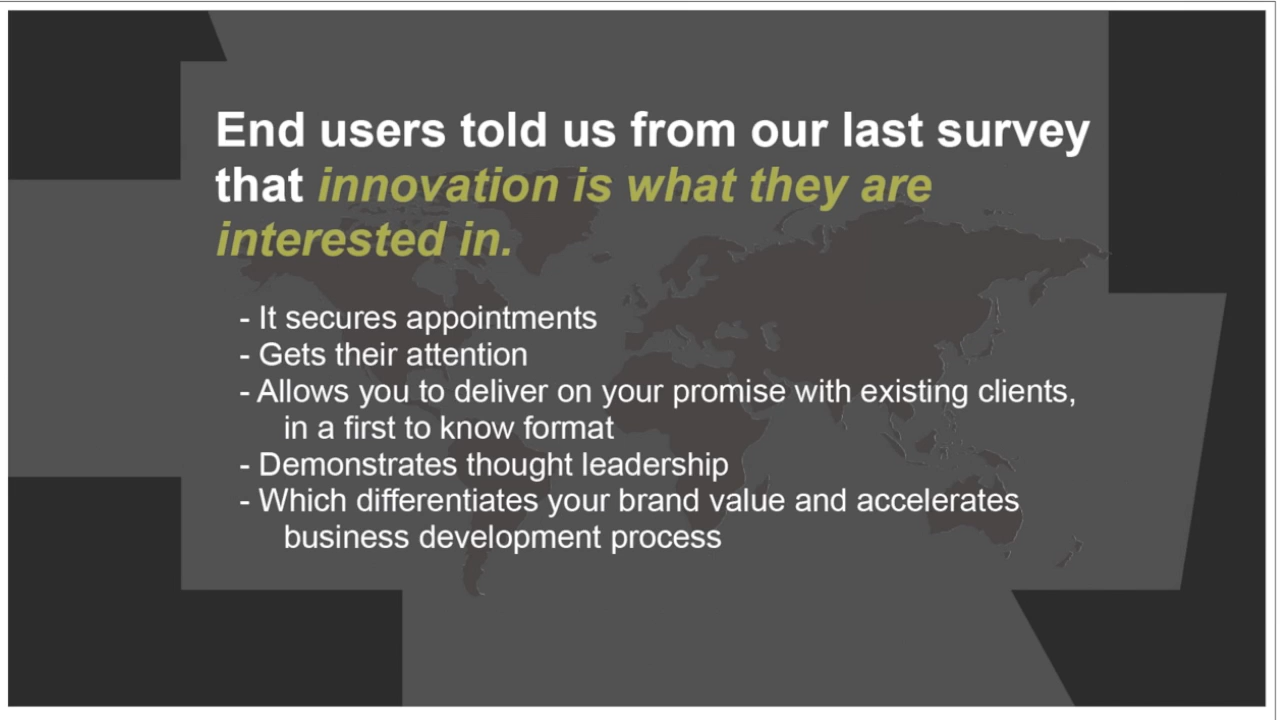 End users told us from our last survey
that innovation is what they are
interested in.
- It secures appointments
- Gets their attention
- Allows you to deliver on your promise with existing clients,
in a first to know format
- Demonstrates thought leadership
- Which differentiates your brand value and accelerates
business development process